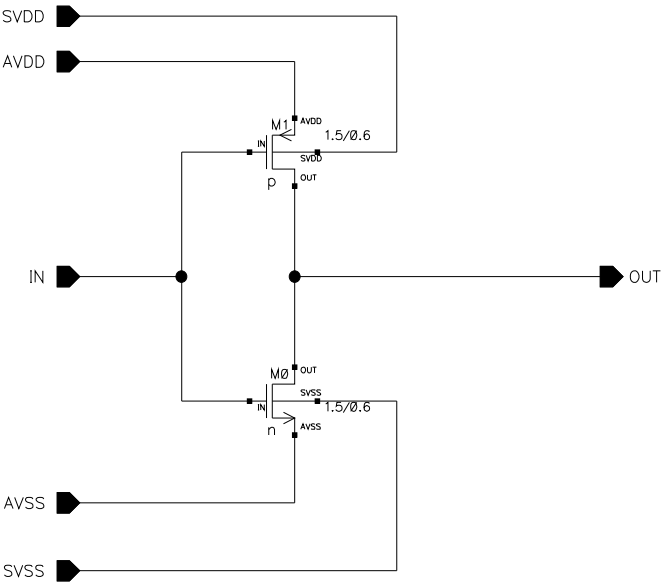 SVDD
AVDD
M1
AVDD
1.5/0.6
IN
SVDD
p
OUT
IN
OUT
M0
OUT
SVSS
1.5/0.6
IN
n
AVSS
AVSS
SVSS